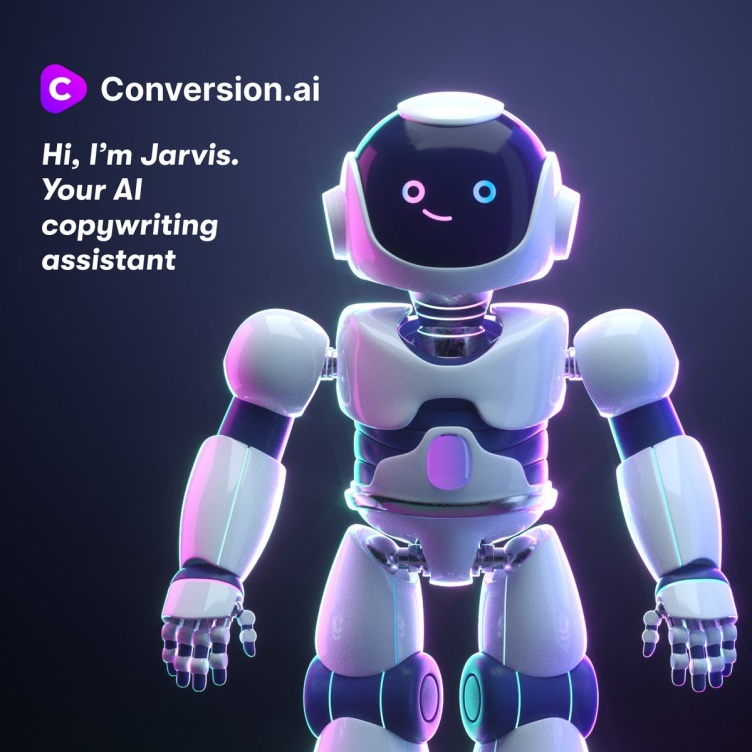 C Conversion.ai
Hi, I'm Jarvis.
Your AI
copywriting
assistant